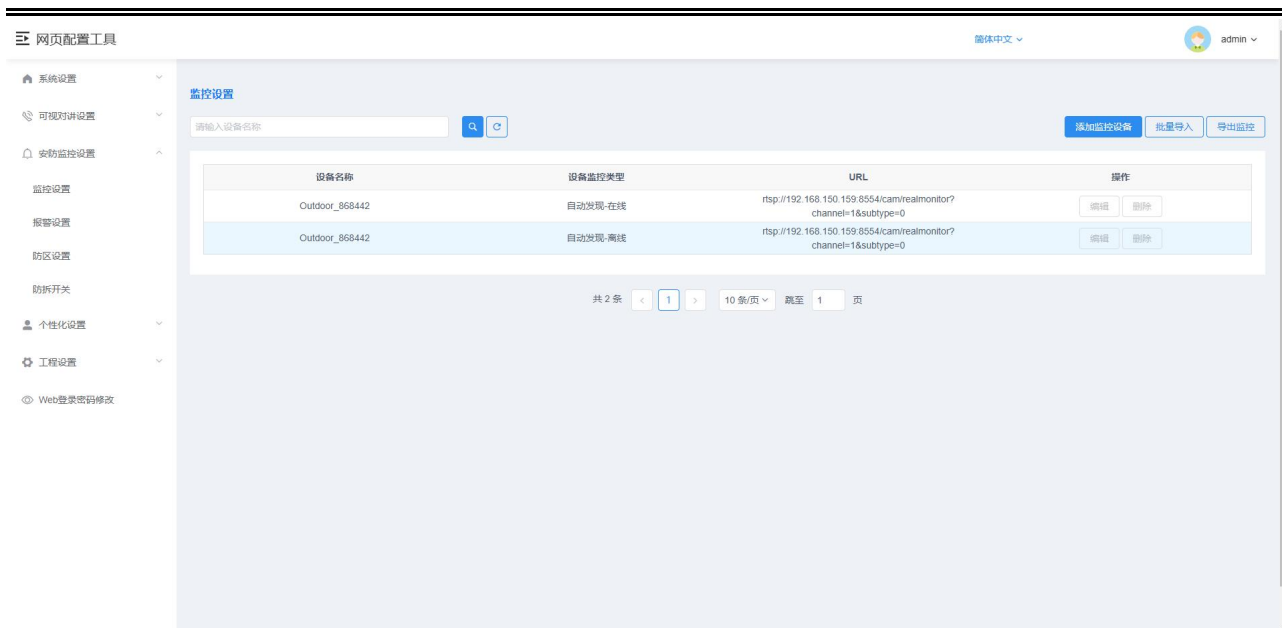 网页配置工具
简体中文
admin
系统设置
可视对讲设置
安防监控设置
监控设置
报警设置
防区设置
防拆开关
个性化设置
工程设置
Web登录密码修改
监控设置
请输入设备名称
添加监控设备 批量导入 导出监控
设备名称 设备监控类型 URL 操作
Outdoor_868442 自动发现-在线 rtsp://192.168.150.159:8554/cam/realmonitor?
channel=1&subtype=0 编辑 删除
Outdoor_868442 自动发现-离线 rtsp://192.168.150.159:8554/cam/realmonitor?
channel=1&subtype=0 编辑 删除
共 2 条 < 1 > 10 条/页 跳至 1 页